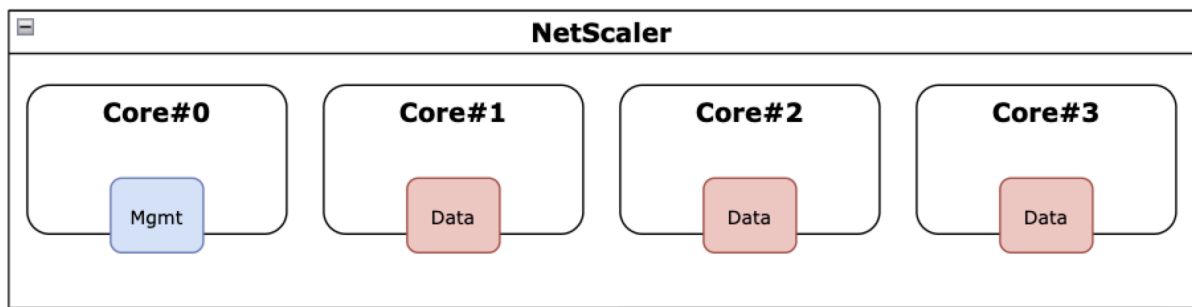 NetScaler
Core#0 Core#1 Core#2 Core#3
Mgmt Data Data Data